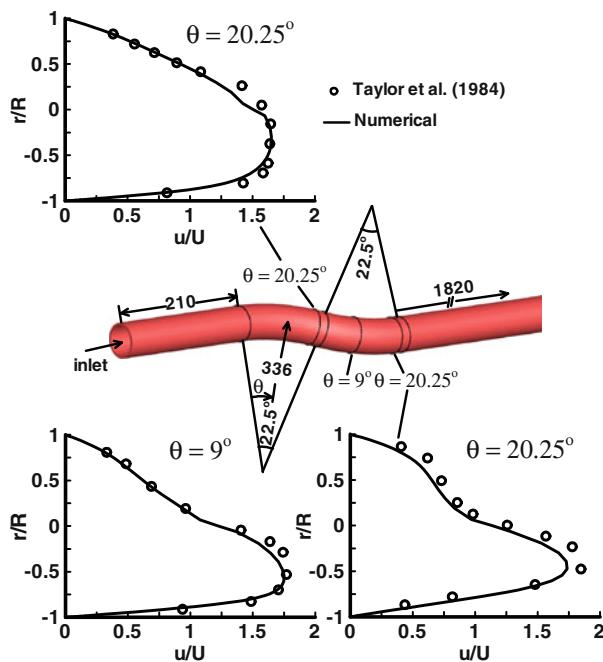 1
θ = 20.25°
0.5
Taylor et al. (1984)
r/R
0
Numerical
-0.5
-1
0 0.5 1 1.5 2
u/U
22.5°
θ = 20.25°
1820
210
inlet
336
θ
22.5°
θ = 9° θ = 20.25°
1
θ = 9°
0.5
r/R
0
-0.5
-1
0 0.5 1 1.5 2
u/U
1
θ = 20.25°
0.5
r/R
0
-0.5
-1
0 0.5 1 1.5 2
u/U